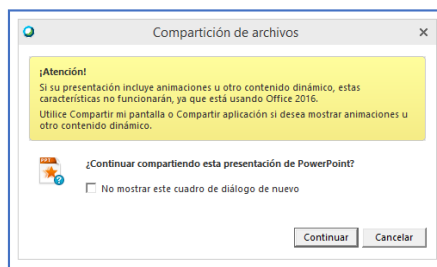 Compartición de archivos
¡Atención!
Si su presentación incluye animaciones u otro contenido dinámico, estas
características no funcionarán, ya que está usando Office 2016.
Utilice Compartir mi pantalla o Compartir aplicación si desea mostrar animaciones u
otro contenido dinámico.
¿Continuar compartiendo esta presentación de PowerPoint?
No mostrar este cuadro de diálogo de nuevo
Continuar Cancelar